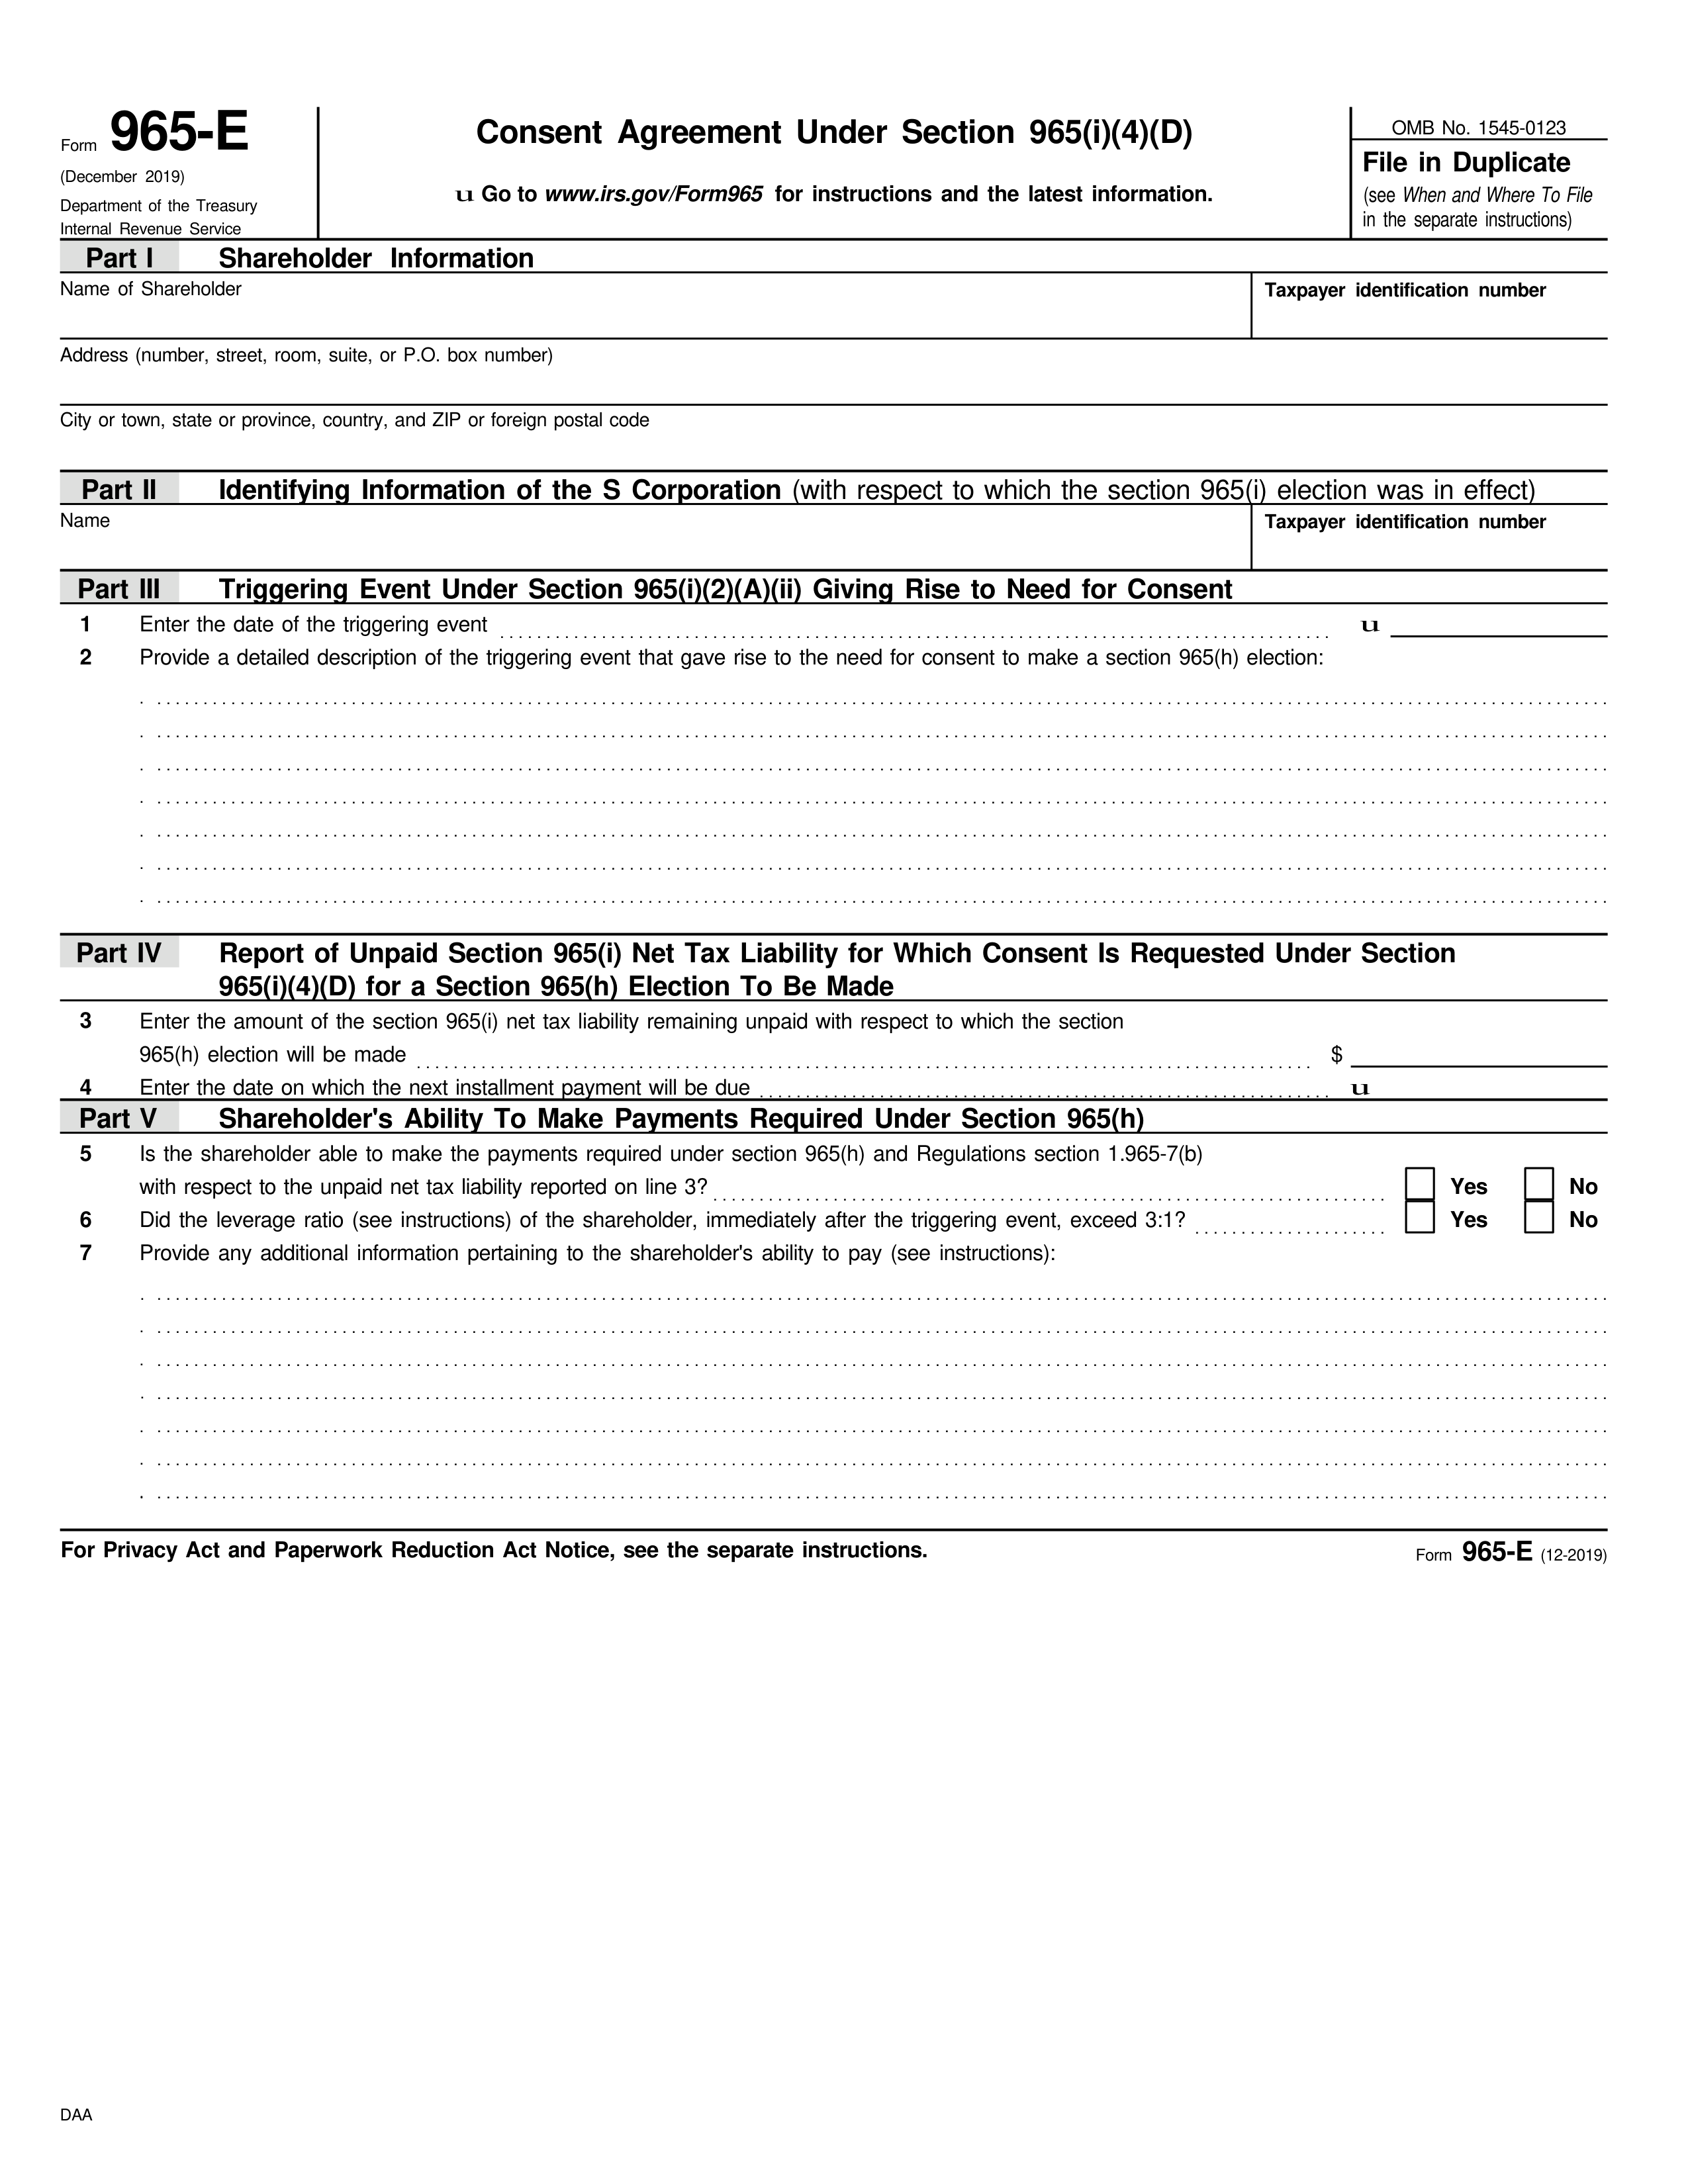 Form 965-E
(December 2019)
Department of the Treasury
Internal Revenue Service
Consent Agreement Under Section 965(i)(4)(D)
u Go to www.irs.gov/Form965 for instructions and the latest information.
OMB No. 1545-0123
File in Duplicate
(see When and Where To File
in the separate instructions)
Part I Shareholder Information
Name of Shareholder
Taxpayer identification number
Address (number, street, room, suite, or P.O. box number)
City or town, state or province, country, and ZIP or foreign postal code
Part II Identifying Information of the S Corporation (with respect to which the section 965(i) election was in effect)
Name
Taxpayer identification number
Part III Triggering Event Under Section 965(i)(2)(A)(ii) Giving Rise to Need for Consent
1 Enter the date of the triggering event u
2 Provide a detailed description of the triggering event that gave rise to the need for consent to make a section 965(h) election:
Part IV Report of Unpaid Section 965(i) Net Tax Liability for Which Consent Is Requested Under Section
965(i)(4)(D) for a Section 965(h) Election To Be Made
3 Enter the amount of the section 965(i) net tax liability remaining unpaid with respect to which the section
965(h) election will be made $
4 Enter the date on which the next installment payment will be due u
Part V Shareholder's Ability To Make Payments Required Under Section 965(h)
5 Is the shareholder able to make the payments required under section 965(h) and Regulations section 1.965-7(b)
with respect to the unpaid net tax liability reported on line 3? Yes No
6 Did the leverage ratio (see instructions) of the shareholder, immediately after the triggering event, exceed 3:1? Yes No
7 Provide any additional information pertaining to the shareholder's ability to pay (see instructions):
For Privacy Act and Paperwork Reduction Act Notice, see the separate instructions.
Form 965-E (12-2019)
DAA